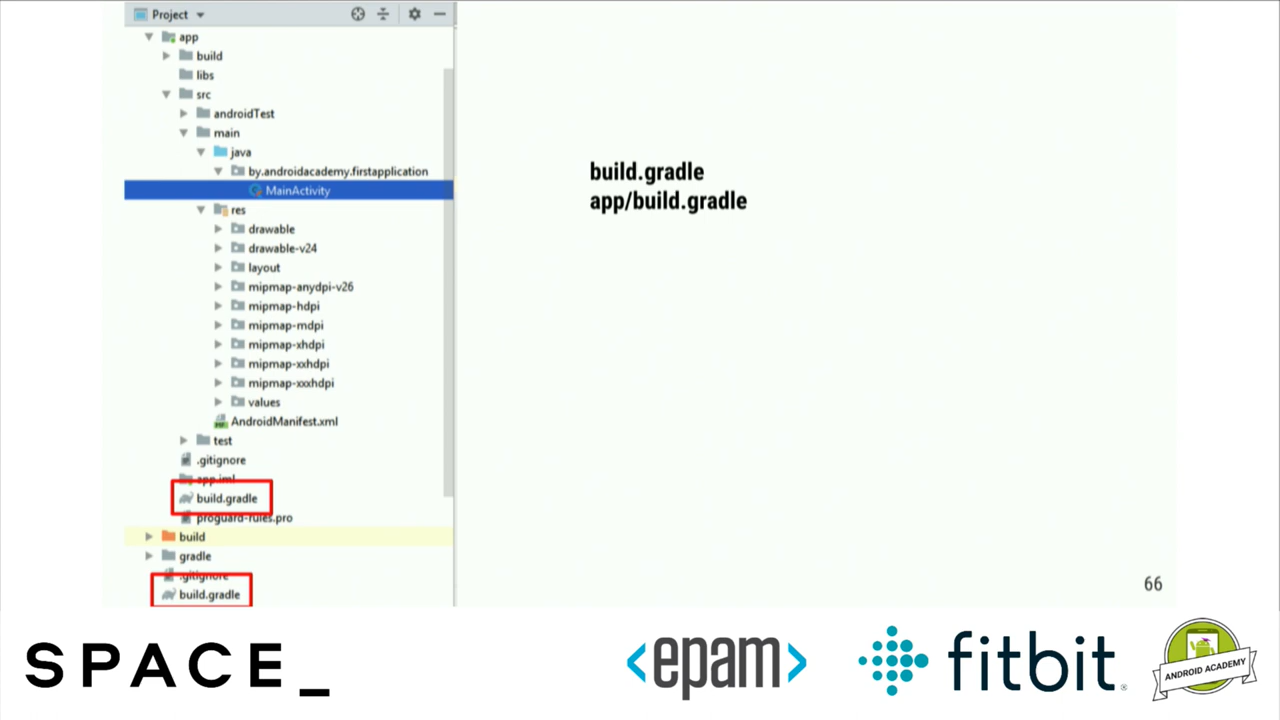 Project
app
build
libs
src
androidTest
main
java
by.androidacademy.firstapplication
MainActivity
res
drawable
drawable-v24
layout
mipmap-anydpi-v26
mipmap-hdpi
mipmap-mdpi
mipmap-xhdpi
mipmap-xxhdpi
mipmap-xxxhdpi
values
AndroidManifest.xml
test
.gitignore
app.iml
build.gradle
proguard-rules.pro
build
gradle
.gitignore
build.gradle
build.gradle
app/build.gradle
66
SPACE_
<epam>
fitbit®
ANDROID ACADEMY